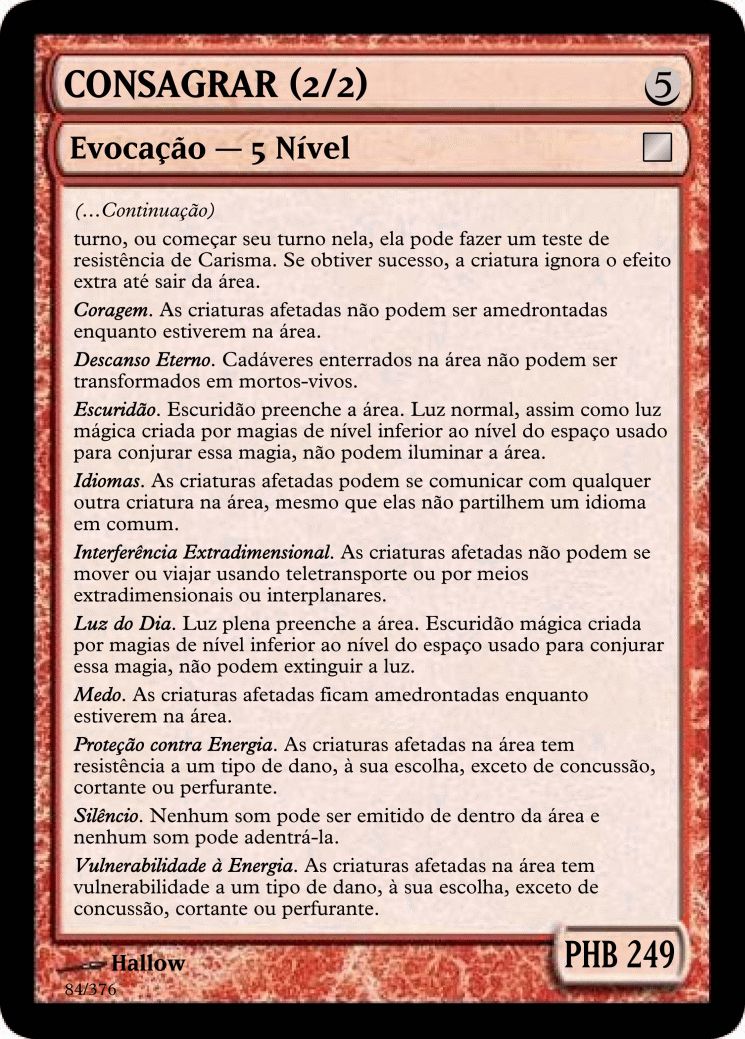 CONSAGRAR (2/2)
5
Evocação — 5 Nível
(...Continuação)
turno, ou começar seu turno nela, ela pode fazer um teste de
resistência de Carisma. Se obtiver sucesso, a criatura ignora o efeito
extra até sair da área.
Coragem. As criaturas afetadas não podem ser amedrontadas
enquanto estiverem na área.
Descanso Eterno. Cadáveres enterrados na área não podem ser
transformados em mortos-vivos.
Escuridão. Escuridão preenche a área. Luz normal, assim como luz
mágica criada por magias de nível inferior ao nível do espaço usado
para conjurar essa magia, não podem iluminar a área.
Idiomas. As criaturas afetadas podem se comunicar com qualquer
outra criatura na área, mesmo que elas não partilhem um idioma
em comum.
Interferência Extradimensional. As criaturas afetadas não podem se
mover ou viajar usando teletransporte ou por meios
extradimensionais ou interplanares.
Luz do Dia. Luz plena preenche a área. Escuridão mágica criada
por magias de nível inferior ao nível do espaço usado para conjurar
essa magia, não podem extinguir a luz.
Medo. As criaturas afetadas ficam amedrontadas enquanto
estiverem na área.
Proteção contra Energia. As criaturas afetadas na área tem
resistência a um tipo de dano, à sua escolha, exceto de concussão,
cortante ou perfurante.
Silêncio. Nenhum som pode ser emitido de dentro da área e
nenhum som pode adentrá-la.
Vulnerabilidade à Energia. As criaturas afetadas na área tem
vulnerabilidade a um tipo de dano, à sua escolha, exceto de
concussão, cortante ou perfurante.
PHB 249
Hallow
84/376